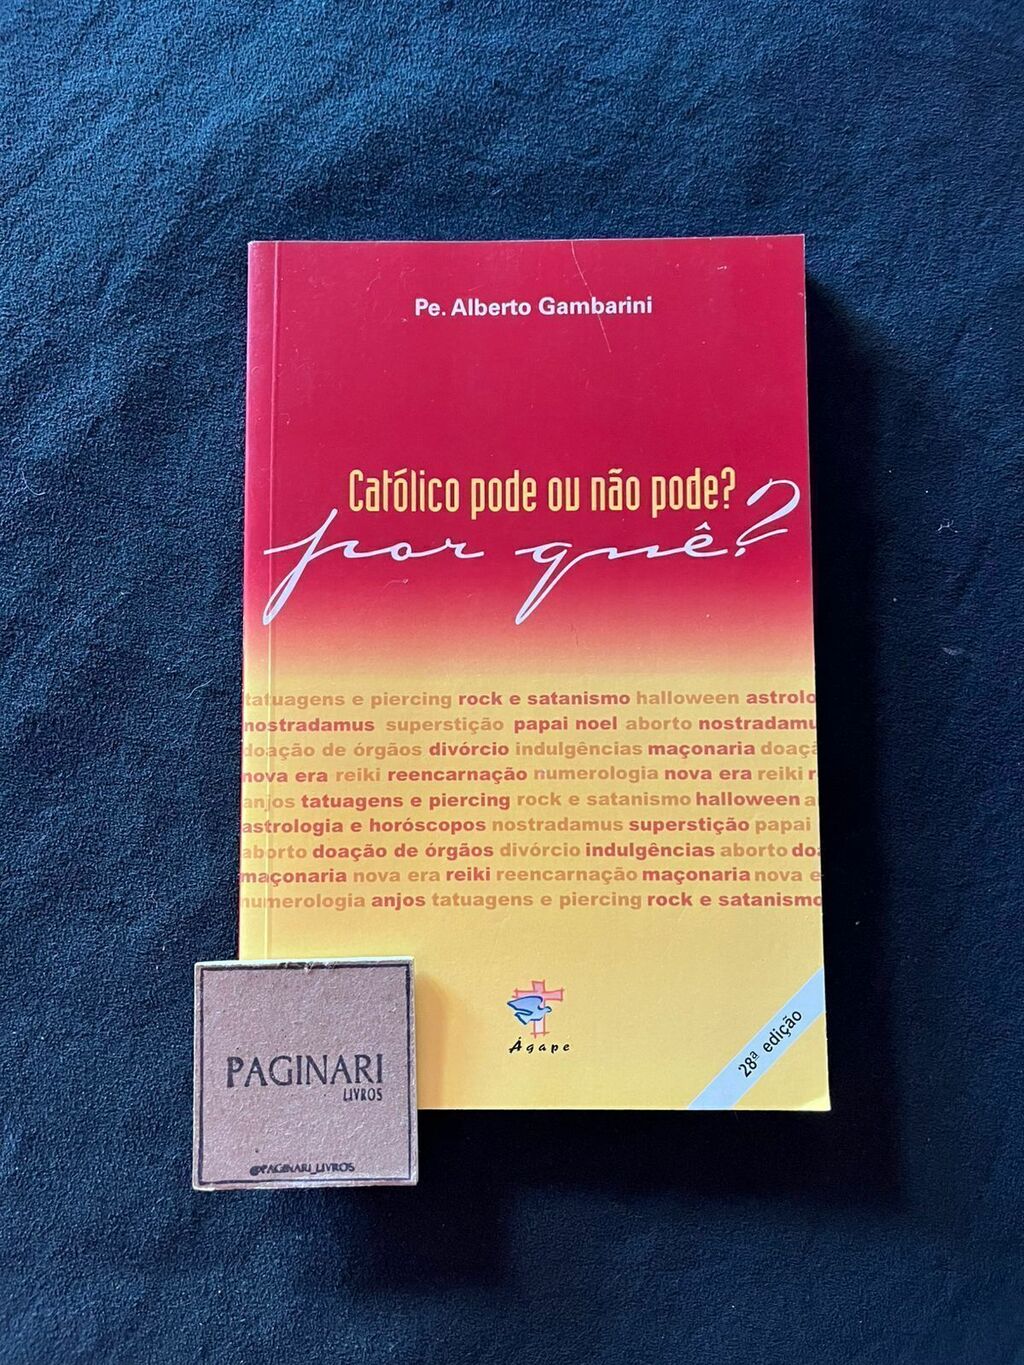 Pe. Alberto Gambarini
Católico pode ou não pode?
por quê?
tatuagens e piercing rock e satanismo halloween astrolo
nostradamus superstição papai noel aborto nostradamu
doação de órgãos divórcio indulgências maçonaria doaçã
nova era reiki reencarnação numerologia nova era reiki r
anjos tatuagens e piercing rock e satanismo halloween a
astrologia e horóscopos nostradamus superstição papai
aborto doação de órgãos divórcio indulgências aborto doa
maçonaria nova era reiki reencarnação maçonaria nova e
numerologia anjos tatuagens e piercing rock e satanismo
Ágape
28ª edição
PAGINARI
LIVROS
@PAGINARI_LIVROS